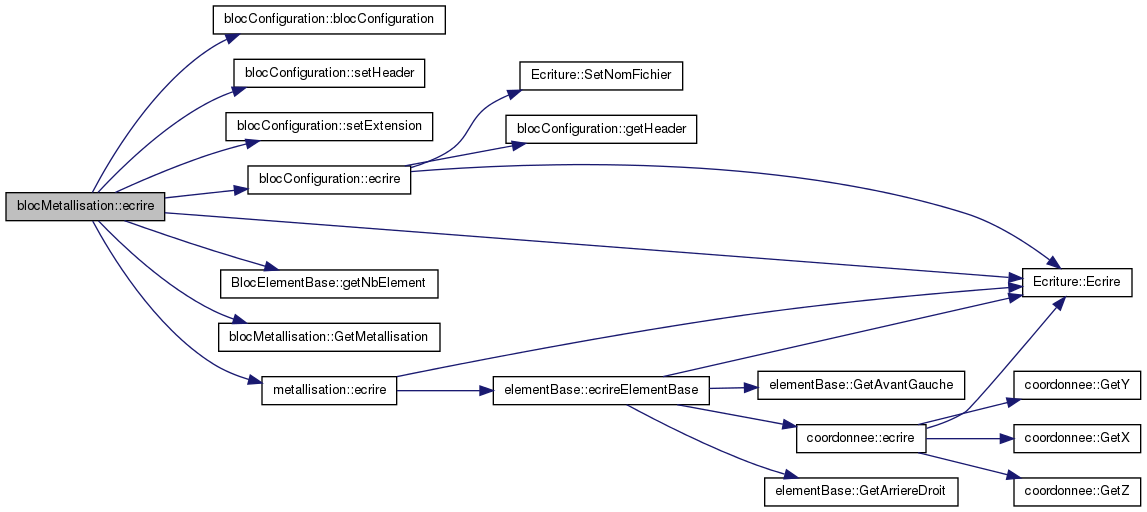 blocConfiguration::blocConfiguration
blocConfiguration::setHeader
Ecriture::SetNomFichier
blocConfiguration::setExtension
blocConfiguration::getHeader
blocConfiguration::ecrire
blocMetallisation::ecrire
BlocElementBase::getNbElement
Ecriture::Ecrire
blocMetallisation::GetMetallisation
metallisation::ecrire
elementBase::ecrireElementBase
elementBase::GetAvantGauche
coordonnee::GetY
coordonnee::ecrire
coordonnee::GetX
elementBase::GetArriereDroit
coordonnee::GetZ